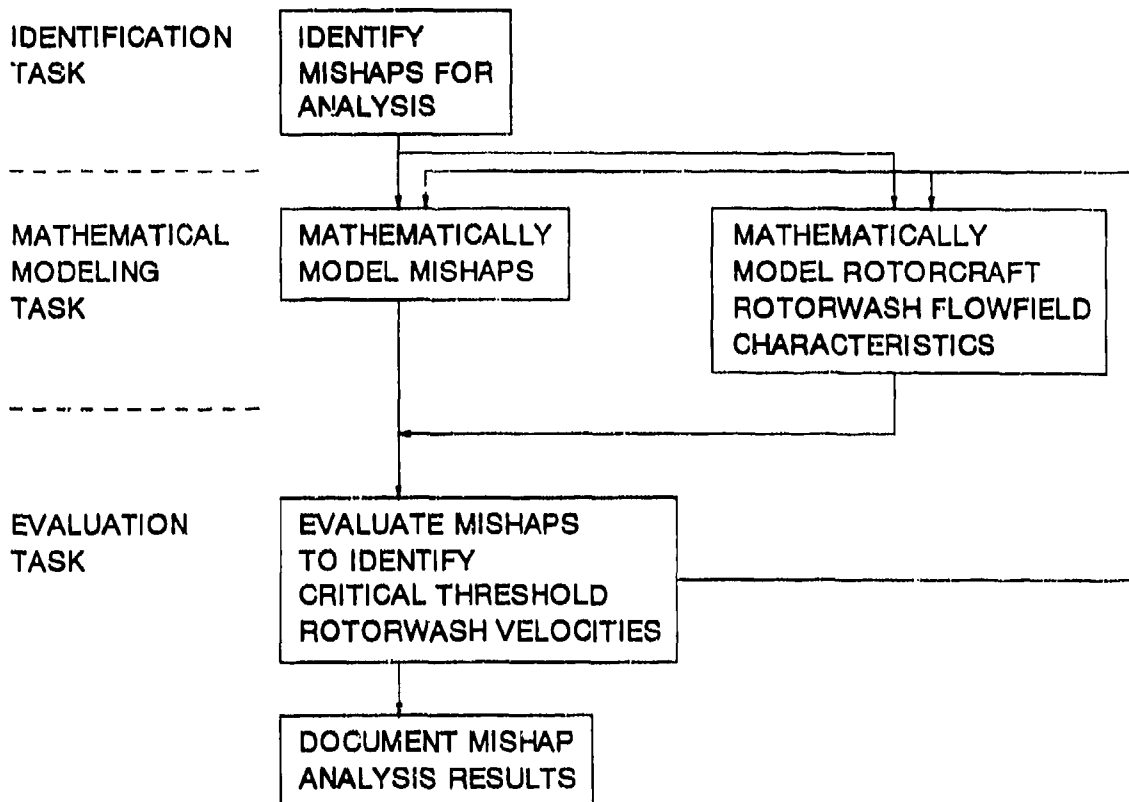 IDENTIFICATION
TASK
IDENTIFY
MISHAPS FOR
ANALYSIS
MATHEMATICAL
MODELING
TASK
MATHEMATICALLY
MODEL MISHAPS
MATHEMATICALLY
MODEL ROTORCRAFT
ROTORWASH FLOWFIELD
CHARACTERISTICS
EVALUATION
TASK
EVALUATE MISHAPS
TO IDENTIFY
CRITICAL THRESHOLD
ROTORWASH VELOCITIES
DOCUMENT MISHAP
ANALYSIS RESULTS